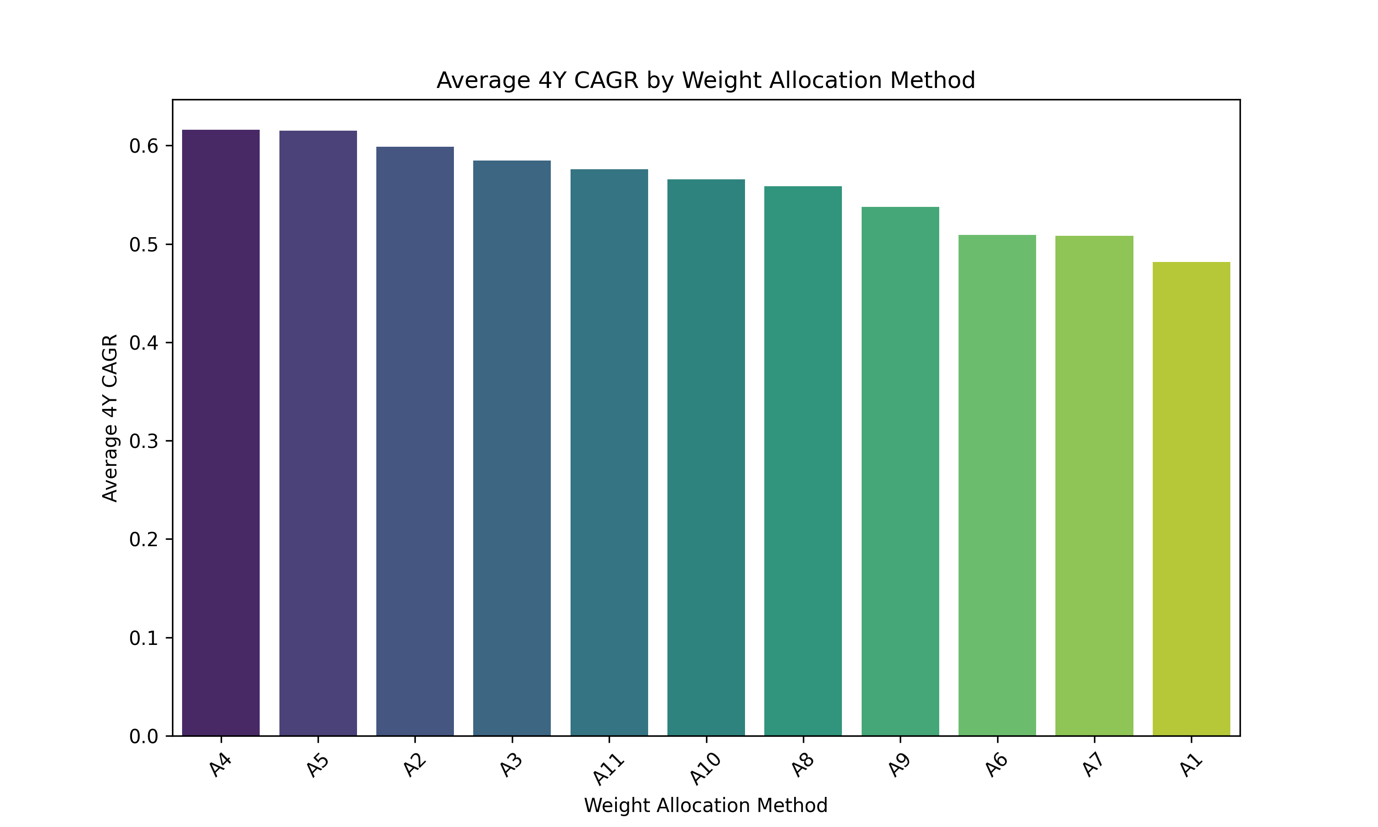 Average 4Y CAGR by Weight Allocation Method
Average 4Y CAGR
0.6
0.5
0.4
0.3
0.2
0.1
0.0
A4 A5 A2 A3 A11 A10 A8 A9 A6 A7 A1
Weight Allocation Method